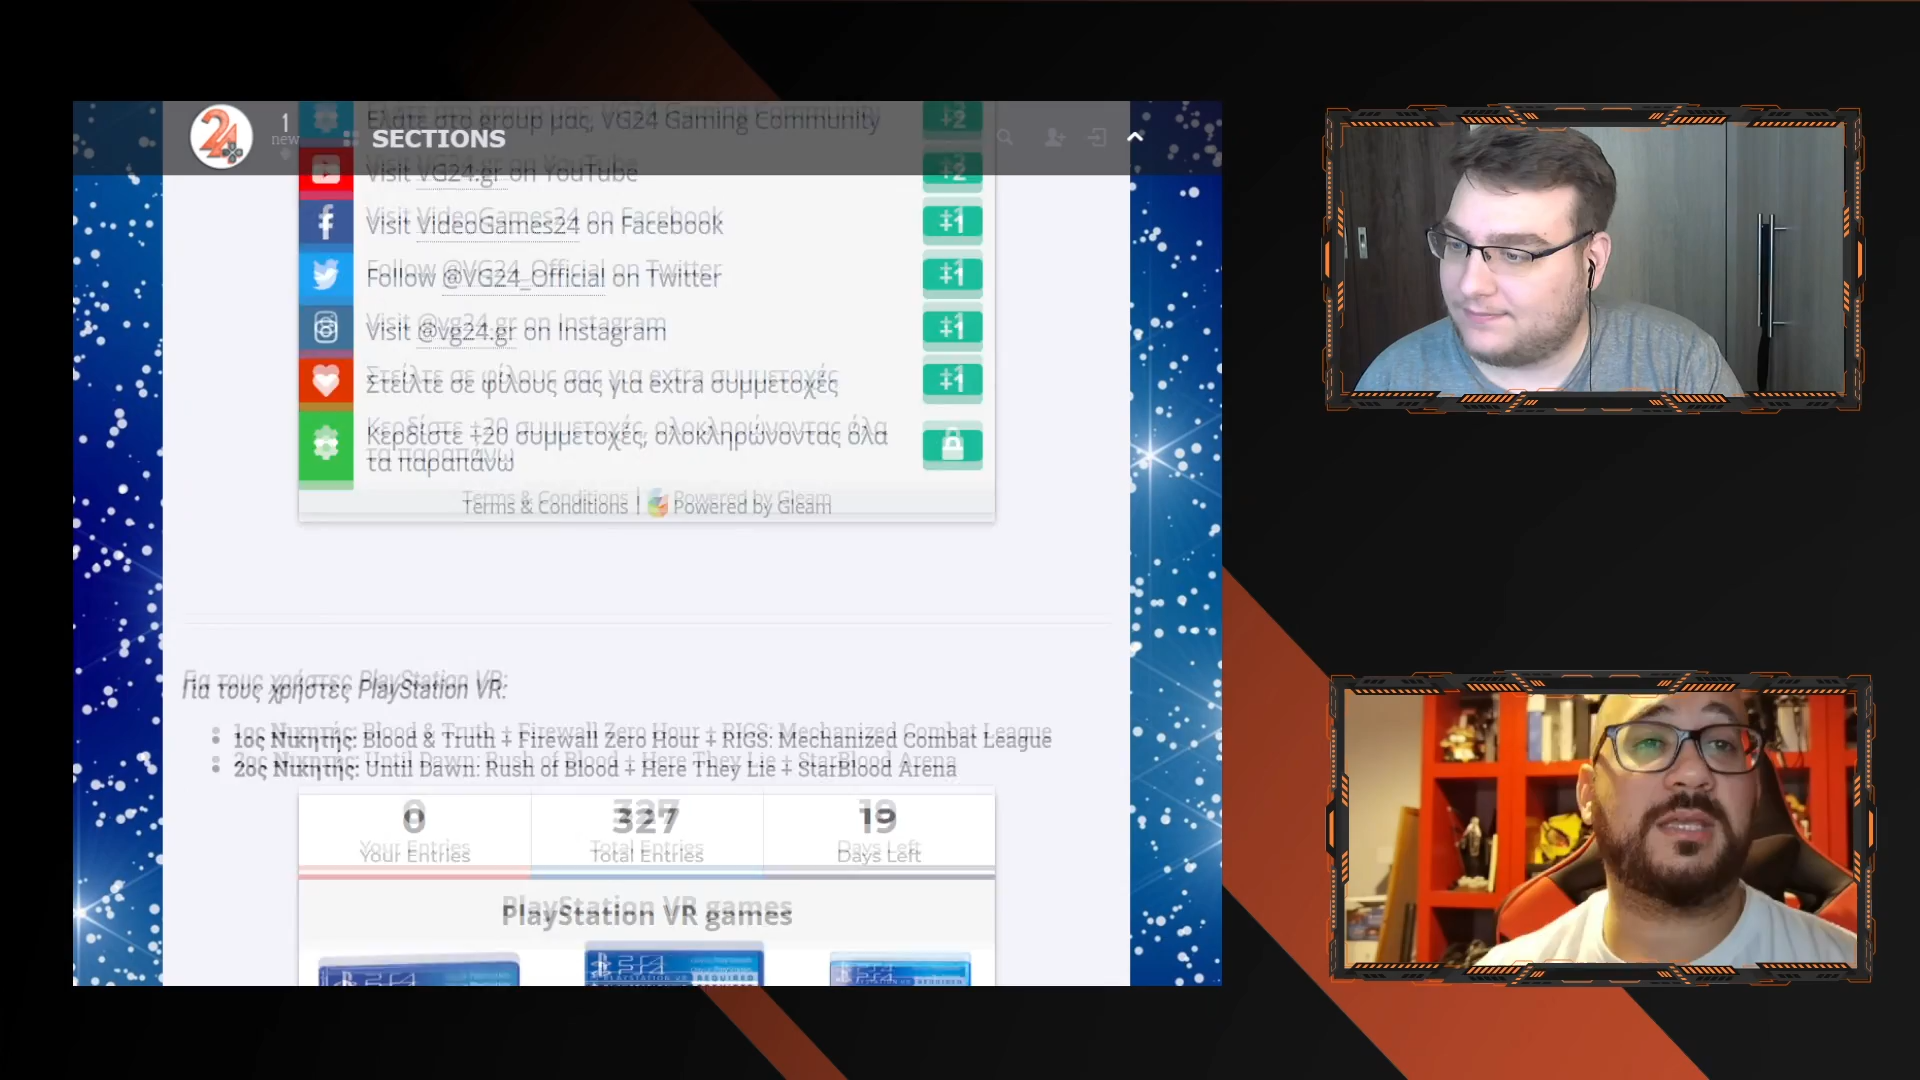 24
1
new
SECTIONS
Ελάτε στο group μας, VG24 Gaming Community
+2
Visit VG24.gr on YouTube
+2
Visit VideoGames24 on Facebook
+1
Follow @VG24_Official on Twitter
+1
Visit @vg24.gr on Instagram
+1
Στείλτε σε φίλους σας για extra συμμετοχές
+1
Κερδίστε +20 συμμετοχές, ολοκληρώνοντας όλα
τα παραπάνω
Terms & Conditions | Powered by Gleam
Για τους χρήστες PlayStation VR:
1ος Νικητής: Blood & Truth + Firewall Zero Hour + RIGS: Mechanized Combat League
2ος Νικητής: Until Dawn: Rush of Blood + Here They Lie + StarBlood Arena
0
Your Entries
327
Total Entries
19
Days Left
PlayStation VR games
PS4
REQUIRED